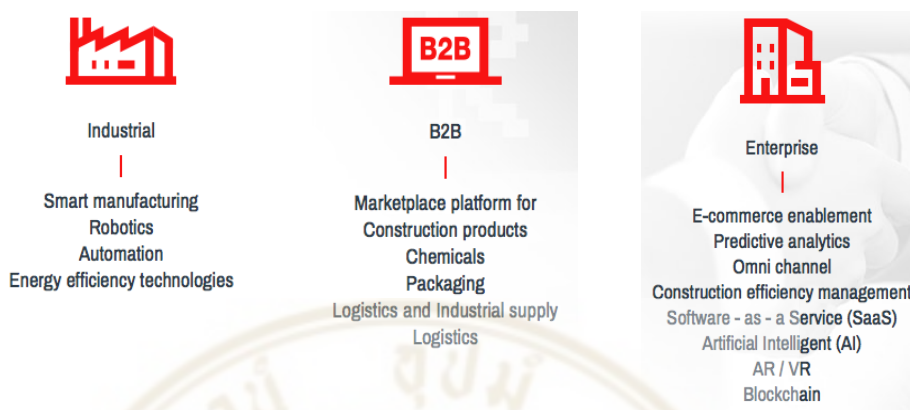 B2B
Industrial
Smart manufacturing
Robotics
Automation
Energy efficiency technologies
B2B
Marketplace platform for
Construction products
Chemicals
Packaging
Logistics and Industrial supply
Logistics
Enterprise
E-commerce enablement
Predictive analytics
Omni channel
Construction efficiency management
Software - as - a Service (SaaS)
Artificial Intelligent (AI)
AR / VR
Blockchain